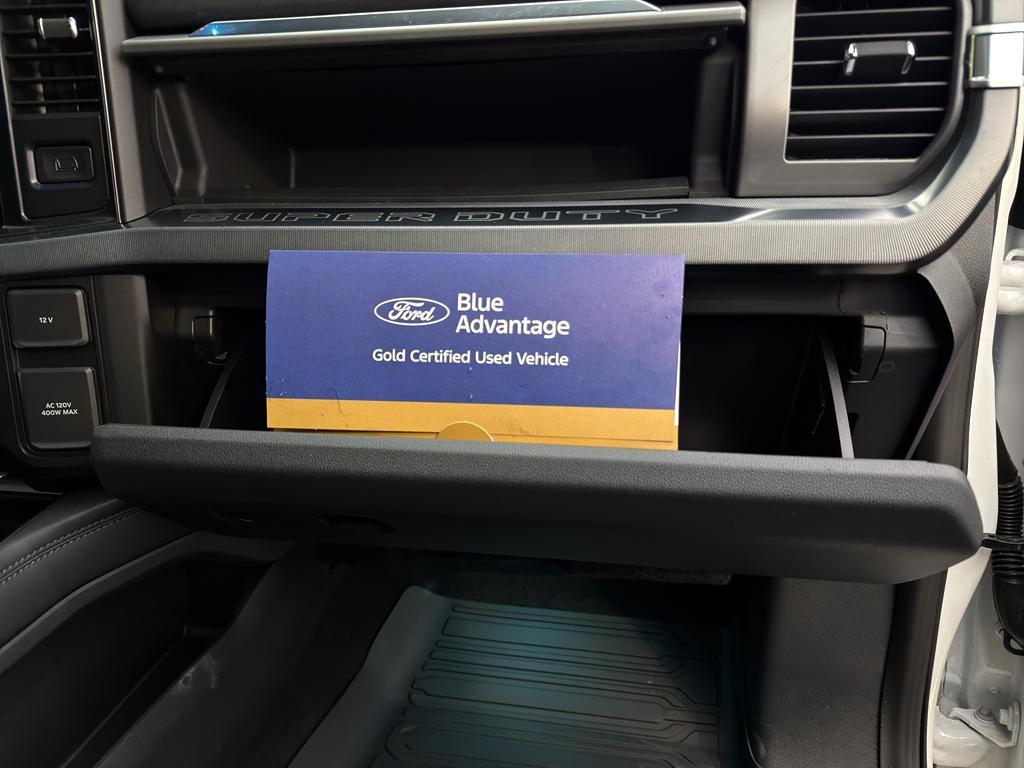 SUPER DUTY
Ford
Blue
Advantage
Gold Certified Used Vehicle
12 V
AC 120V
400W MAX